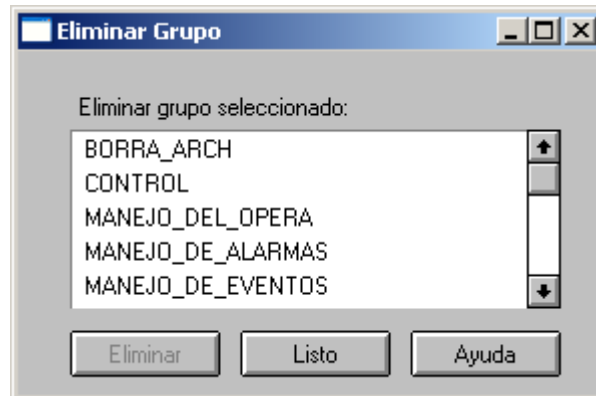 Eliminar Grupo
Eliminar grupo seleccionado:
BORRA_ARCH
CONTROL
MANEJO_DEL_OPERA
MANEJO_DE_ALARMAS
MANEJO_DE_EVENTOS
Eliminar Listo Ayuda